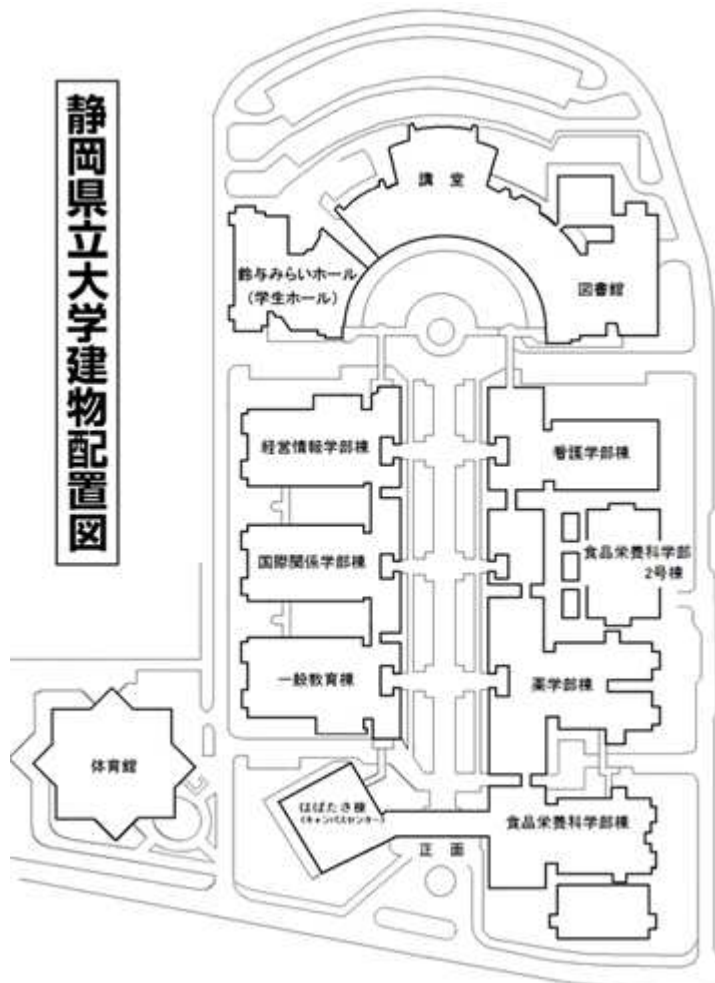 静岡県立大学建物配置図
講堂
鈴与みらいホール
(学生ホール)
図書館
経営情報学部棟
看護学部棟
国際関係学部棟
食品栄養科学部
2号棟
一般教育棟
薬学部棟
体育館
はばたき棟
(キャンパスセンター)
食品栄養科学部棟
正面